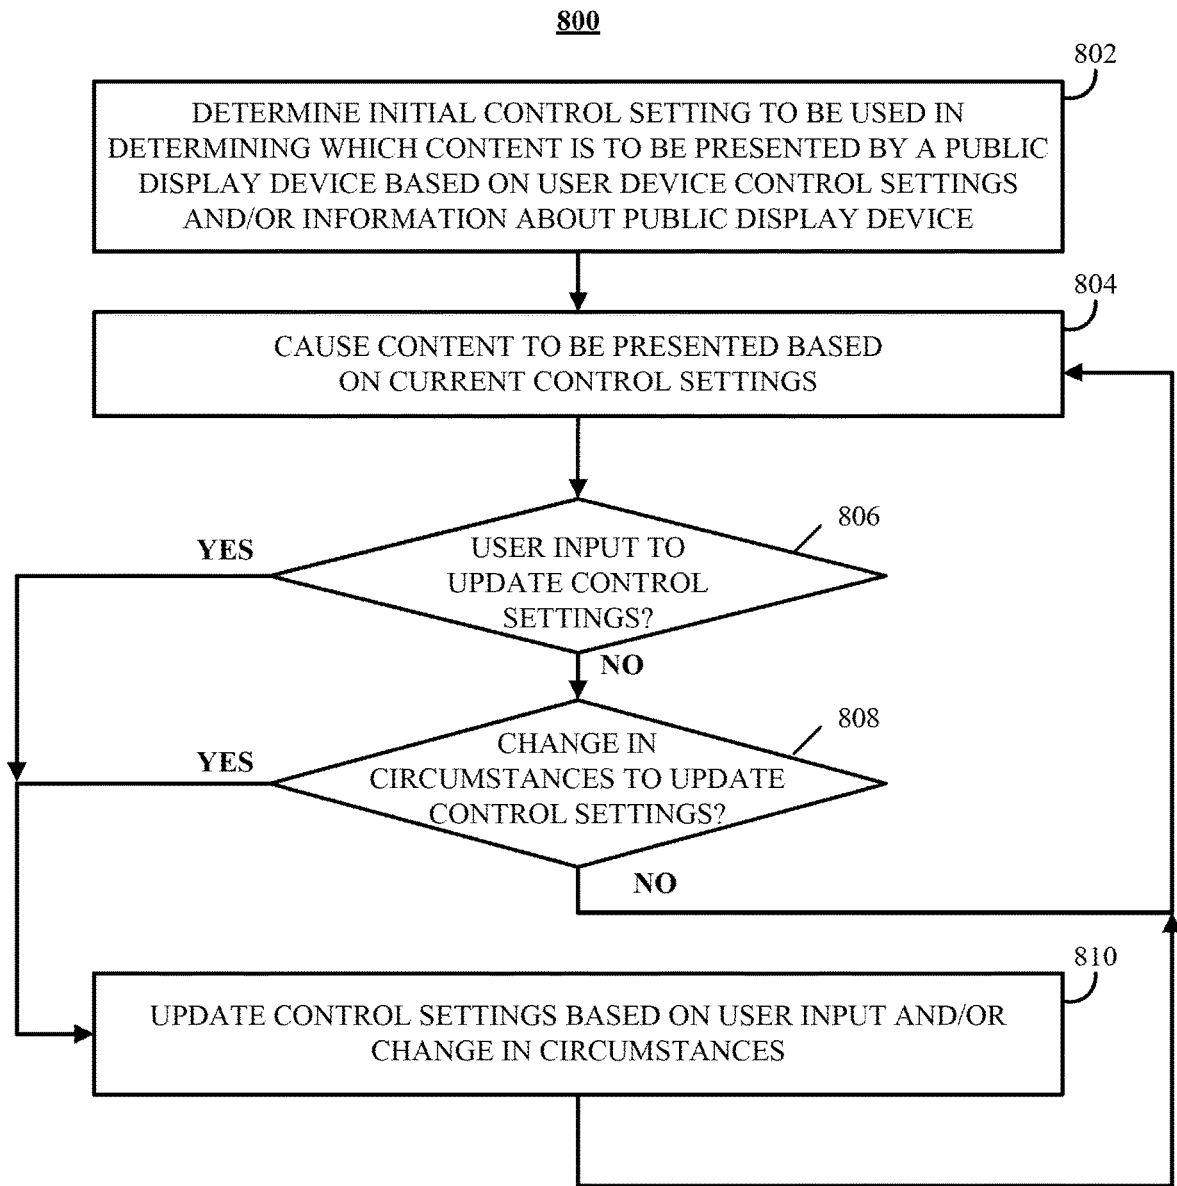 800
802
DETERMINE INITIAL CONTROL SETTING TO BE USED IN
DETERMINING WHICH CONTENT IS TO BE PRESENTED BY A PUBLIC
DISPLAY DEVICE BASED ON USER DEVICE CONTROL SETTINGS
AND/OR INFORMATION ABOUT PUBLIC DISPLAY DEVICE
804
CAUSE CONTENT TO BE PRESENTED BASED
ON CURRENT CONTROL SETTINGS
806
YES
USER INPUT TO
UPDATE CONTROL
SETTINGS?
NO
808
YES
CHANGE IN
CIRCUMSTANCES TO UPDATE
CONTROL SETTINGS?
NO
810
UPDATE CONTROL SETTINGS BASED ON USER INPUT AND/OR
CHANGE IN CIRCUMSTANCES